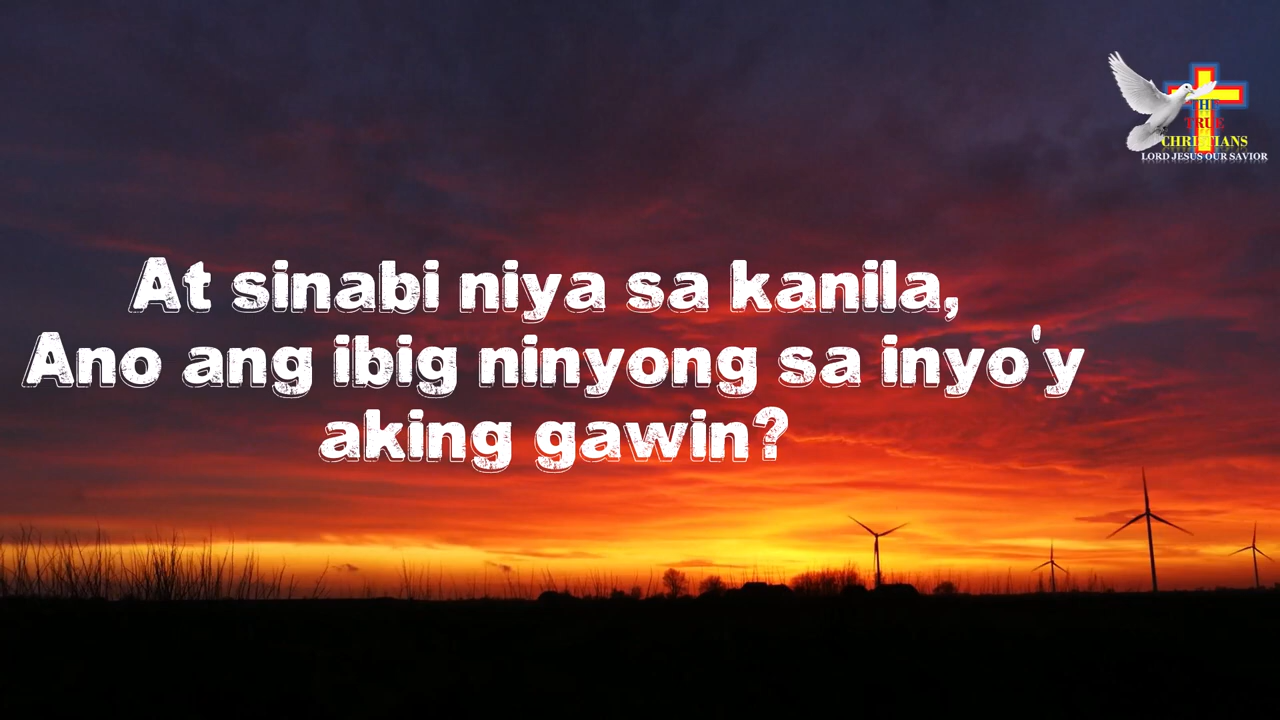 THE
TRUE
CHRISTIANS
LORD JESUS OUR SAVIOR
At sinabi niya sa kanila,
Ano ang ibig ninyong sa inyo'y
aking gawin?